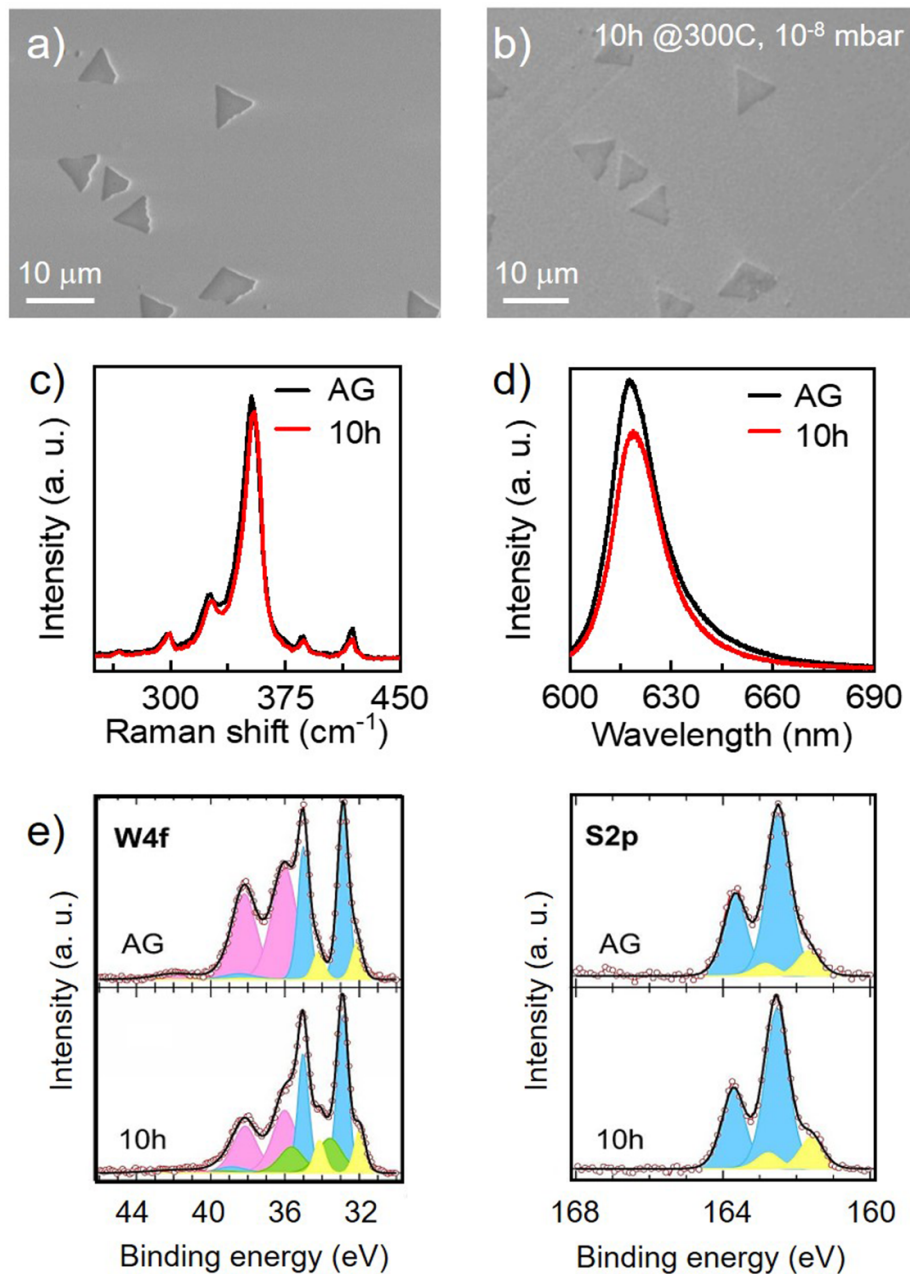 a)
10 μm
b)
10h @300C, 10⁻⁸ mbar
10 μm
c)
AG
10h
Intensity (a. u.)
300 375 450
Raman shift (cm⁻¹)
d)
AG
10h
Intensity (a. u.)
600 630 660 690
Wavelength (nm)
e)
W4f
AG
Intensity (a. u.)
10h
Intensity (a. u.)
44 40 36 32
Binding energy (eV)
S2p
AG
Intensity (a. u.)
10h
Intensity (a. u.)
168 164 160
Binding energy (eV)